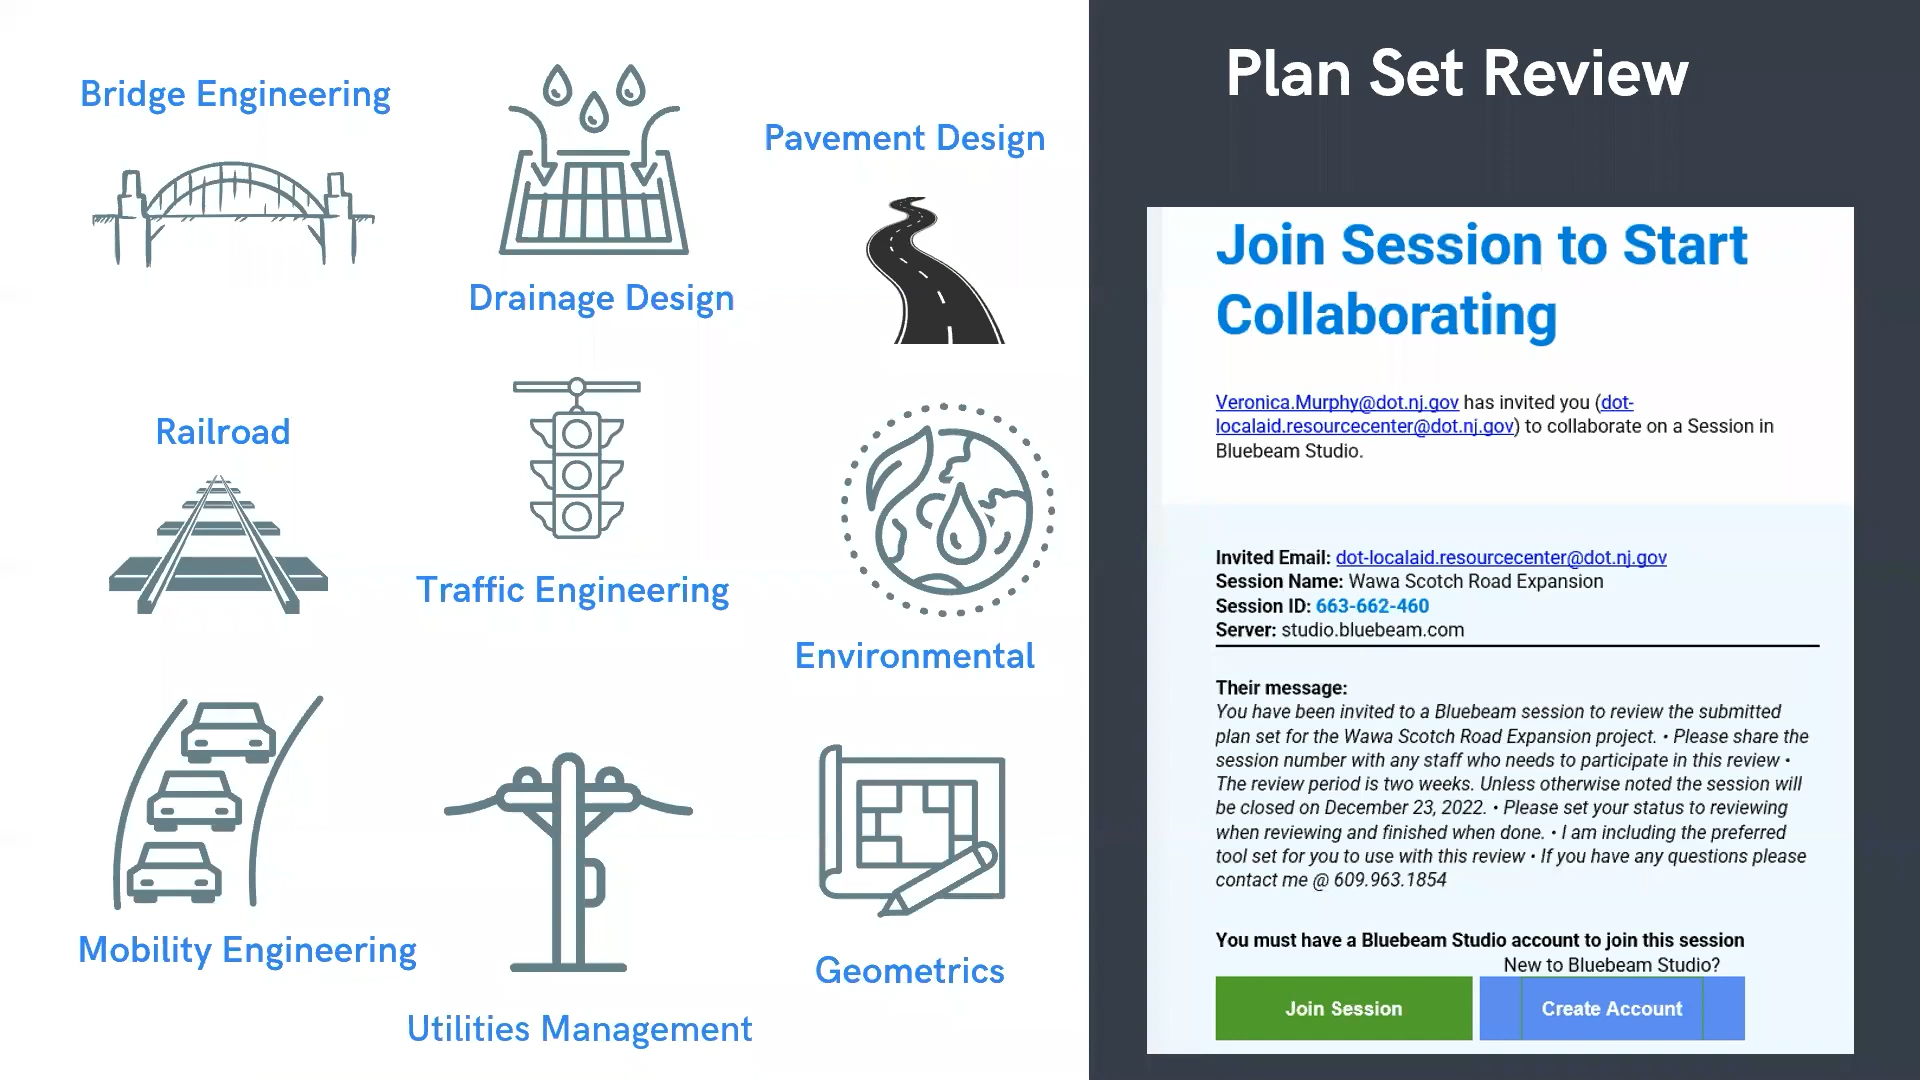 Bridge Engineering
Drainage Design
Pavement Design
Railroad
Traffic Engineering
Environmental
Mobility Engineering
Utilities Management
Geometrics
Plan Set Review
Join Session to Start
Collaborating
Veronica.Murphy@dot.nj.gov has invited you (dot-
localaid.resourcecenter@dot.nj.gov) to collaborate on a Session in
Bluebeam Studio.
Invited Email: dot-localaid.resourcecenter@dot.nj.gov
Session Name: Wawa Scotch Road Expansion
Session ID: 663-662-460
Server: studio.bluebeam.com
Their message:
You have been invited to a Bluebeam session to review the submitted
plan set for the Wawa Scotch Road Expansion project. • Please share the
session number with any staff who needs to participate in this review •
The review period is two weeks. Unless otherwise noted the session will
be closed on December 23, 2022. • Please set your status to reviewing
when reviewing and finished when done. • I am including the preferred
tool set for you to use with this review • If you have any questions please
contact me @ 609.963.1854
You must have a Bluebeam Studio account to join this session
New to Bluebeam Studio?
Join Session
Create Account